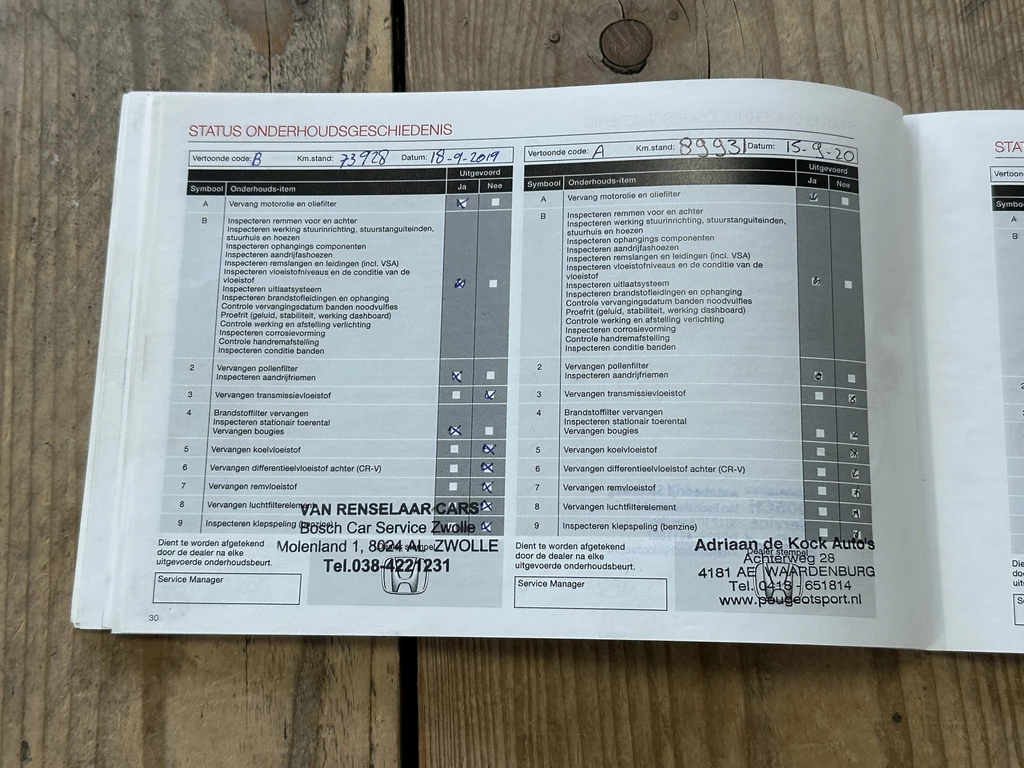 STATUS ONDERHOUDSGESCHIEDENIS
Vertoonde code: B Km.stand: 73928 Datum: 18-9-2019
Uitgevoerd
Symbool Onderhouds-item Ja Nee
A Vervang motorolie en oliefilter
B Inspecteren remmen voor en achter
Inspecteren werking stuurinrichting, stuurstanguiteinden,
stuurhuis en hoezen
Inspecteren ophangings componenten
Inspecteren aandrijfashoezen
Inspecteren remslangen en leidingen (incl. VSA)
Inspecteren vloeistofniveaus en de conditie van de
vloeistof
Inspecteren uitlaatsysteem
Inspecteren brandstofleidingen en ophanging
Controle vervangingsdatum banden noodvulfles
Proefrit (geluid, stabiliteit, werking dashboard)
Controle werking en afstelling verlichting
Inspecteren corrosievorming
Controle handremafstelling
Inspecteren conditie banden
2 Vervangen pollenfilter
Inspecteren aandrijfriemen
3 Vervangen transmissievloeistof
4 Brandstoffilter vervangen
Inspecteren stationair toerental
Vervangen bougies
5 Vervangen koelvloeistof
6 Vervangen differentieelvloeistof achter (CR-V)
7 Vervangen remvloeistof
8 Vervangen luchtfilterelement
9 Inspecteren klepspeling (benzine)
VAN RENSELAAR CARS
Bosch Car Service Zwolle
Molenland 1, 8024 AL ZWOLLE
Tel.038-4221231
Dient te worden afgetekend
door de dealer na elke
uitgevoerde onderhoudsbeurt.
stempel
Service Manager
30
Vertoonde code: A Km.stand: 89931 Datum: 15-9-20
Uitgevoerd
Symbool Onderhouds-item Ja Nee
A Vervang motorolie en oliefilter
B Inspecteren remmen voor en achter
Inspecteren werking stuurinrichting, stuurstanguiteinden,
stuurhuis en hoezen
Inspecteren ophangings componenten
Inspecteren aandrijfashoezen
Inspecteren remslangen en leidingen (incl. VSA)
Inspecteren vloeistofniveaus en de conditie van de
vloeistof
Inspecteren uitlaatsysteem
Inspecteren brandstofleidingen en ophanging
Controle vervangingsdatum banden noodvulfles
Proefrit (geluid, stabiliteit, werking dashboard)
Controle werking en afstelling verlichting
Inspecteren corrosievorming
Controle handremafstelling
Inspecteren conditie banden
2 Vervangen pollenfilter
Inspecteren aandrijfriemen
3 Vervangen transmissievloeistof
4 Brandstoffilter vervangen
Inspecteren stationair toerental
Vervangen bougies
5 Vervangen koelvloeistof
6 Vervangen differentieelvloeistof achter (CR-V)
7 Vervangen remvloeistof
8 Vervangen luchtfilterelement
9 Inspecteren klepspeling (benzine)
Dient te worden afgetekend
door de dealer na elke
uitgevoerde onderhoudsbeurt.
Dealer stempel
Adriaan de Kock Auto's
Achterweg 28
4181 AE WAARDENBURG
Tel. 0418 - 651814
www.peugeotsport.nl
Service Manager
A
B